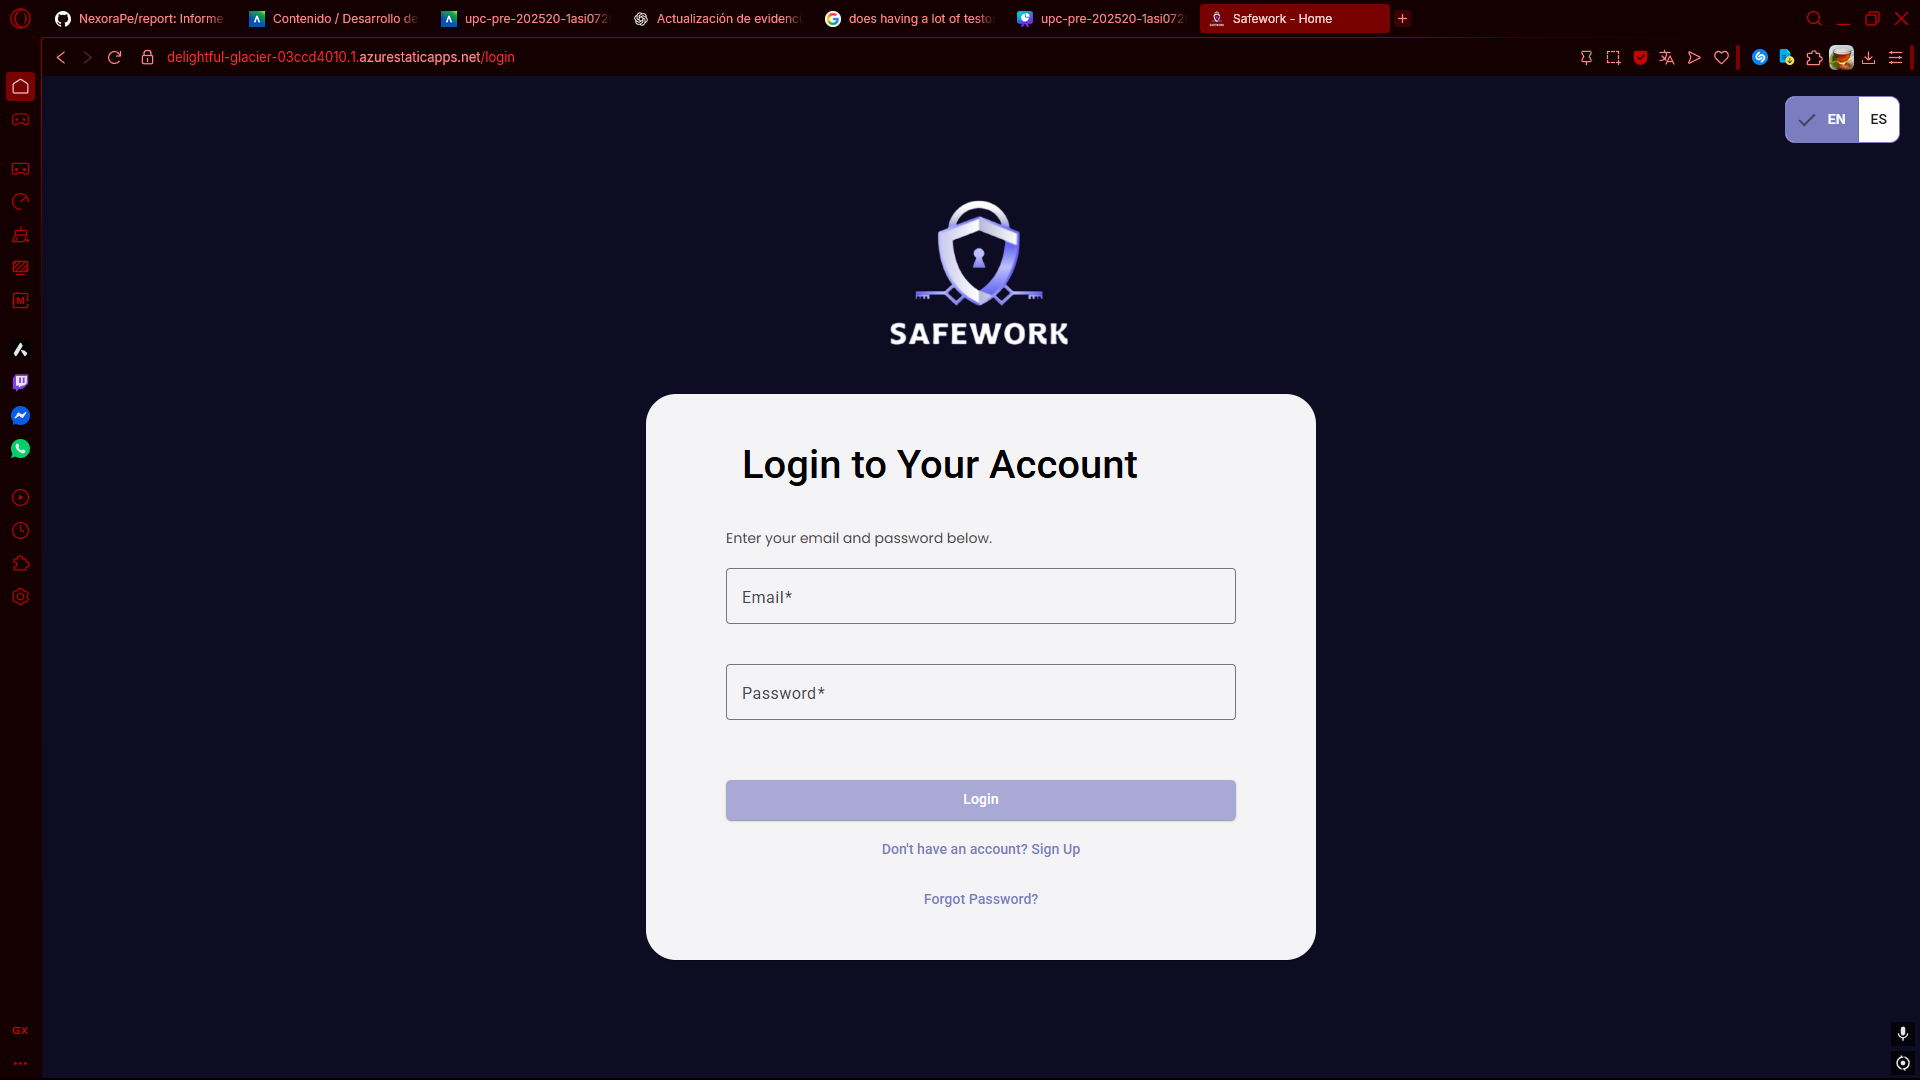 NexoraPe/report: Informe
Contenido / Desarrollo de
upc-pre-202520-1asi072
Actualización de evidenci
does having a lot of testo
upc-pre-202520-1asi072
Safework - Home
delightful-glacier-03ccd4010.1.azurestaticapps.net/login
EN
ES
SAFEWORK
Login to Your Account
Enter your email and password below.
Email*
Password*
Login
Don't have an account? Sign Up
Forgot Password?
GX